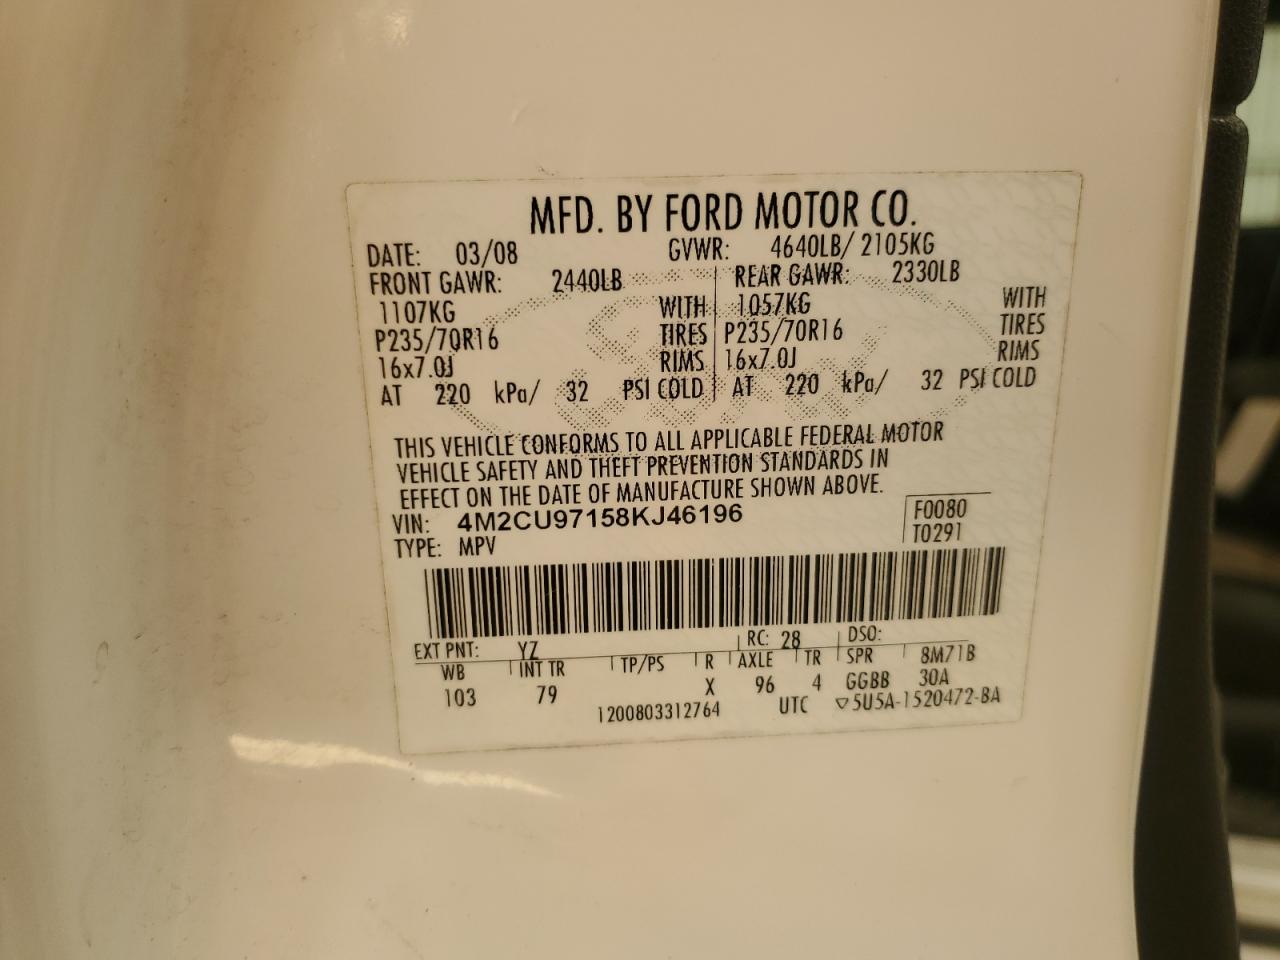 MFD. BY FORD MOTOR CO.
DATE: 03/08 GVWR: 4640LB/ 2105KG
FRONT GAWR: 2440LB REAR GAWR: 2330LB
1107KG WITH 1057KG WITH
P235/70R16 TIRES P235/70R16 TIRES
16x7.0J RIMS 16x7.0J RIMS
AT 220 kPa/ 32 PSI COLD AT 220 kPa/ 32 PSI COLD
THIS VEHICLE CONFORMS TO ALL APPLICABLE FEDERAL MOTOR
VEHICLE SAFETY AND THEFT PREVENTION STANDARDS IN
EFFECT ON THE DATE OF MANUFACTURE SHOWN ABOVE.
VIN: 4M2CU97158KJ46196 F0080
TYPE: MPV T0291
EXT PNT: YZ RC: 28 DSO:
WB INT TR TP/PS R AXLE TR SPR 8M71B
103 79 X 96 4 GGBB 30A
1200803312764 UTC ▽5U5A-1520472-BA